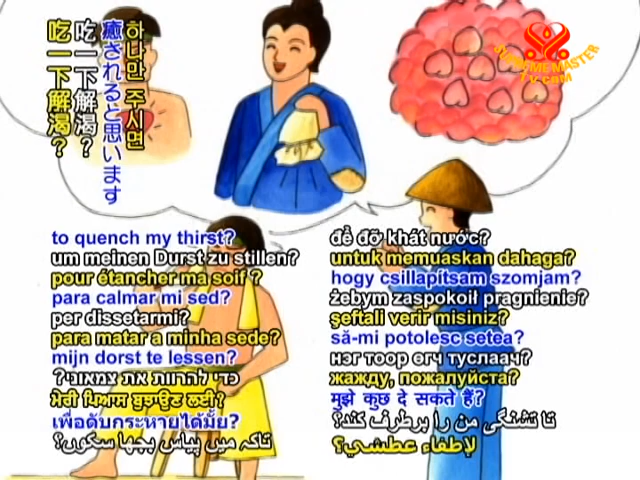 SUPREME MASTER
TV.COM
하나만 주시면
癒されると思います
吃一下解渴?
吃一下解渴?
to quench my thirst?
um meinen Durst zu stillen?
pour étancher ma soif ?
para calmar mi sed?
per dissetarmi?
para matar a minha sede?
mijn dorst te lessen?
כדי להרוות את צמאוני?
ਮੇਰੀ ਪਿਆਸ ਬੁਝਾਉਣ ਲਈ?
เพื่อดับกระหายได้มั้ย?
تاکہ میں پیاس بجھا سکوں؟
để đỡ khát nước?
untuk memuaskan dahaga?
hogy csillapítsam szomjam?
żebym zaspokoił pragnienie?
şeftali verir misiniz?
să-mi potolesc setea?
нэг тоор өгч туслаач?
жажду, пожалуйста?
मुझे कुछ दे सकते हैं?
تا تشنگی من را برطرف کند؟
لإطفاء عطشي؟